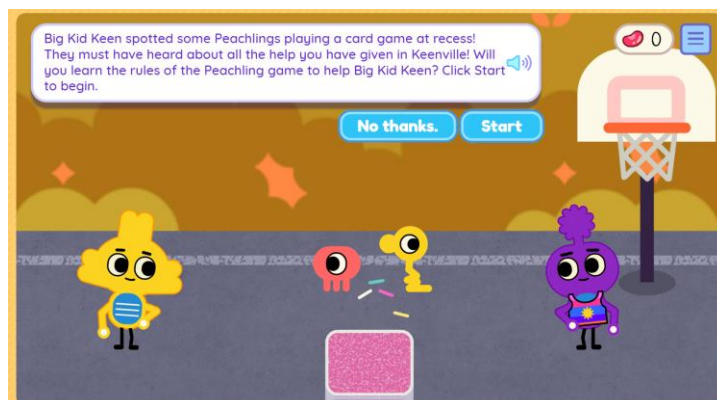 Big Kid Keen spotted some Peachlings playing a card game at recess!
They must have heard about all the help you have given in Keenville! Will
you learn the rules of the Peachling game to help Big Kid Keen? Click Start
to begin.
0
No thanks.
Start